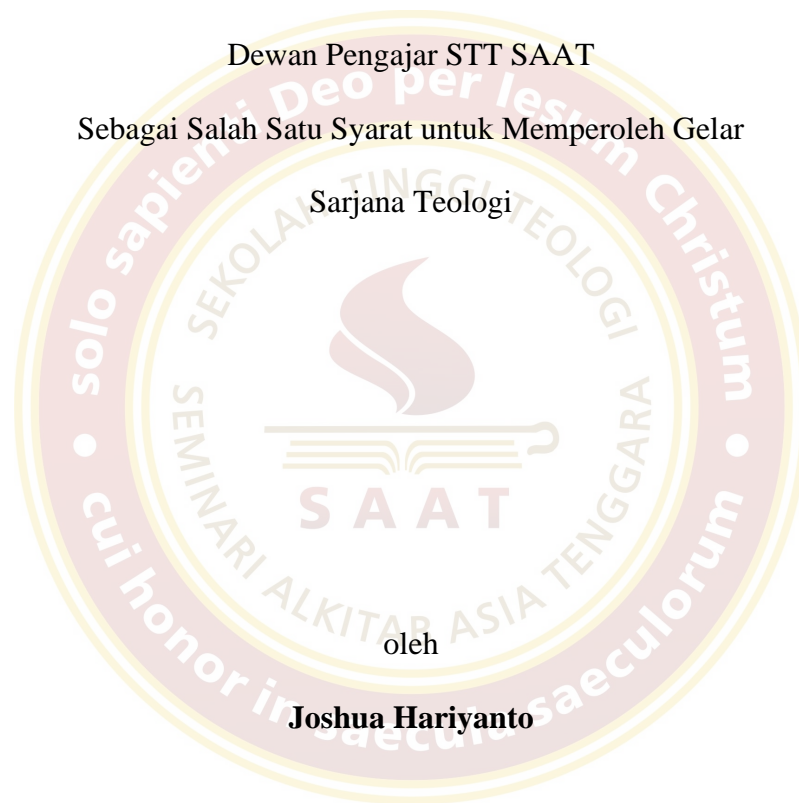 Dewan Pengajar STT SAAT
Sebagai Salah Satu Syarat untuk Memperoleh Gelar
Sarjana Teologi
oleh
Joshua Hariyanto
solo sapienti Deo per Iesum Christum
cui honor in saecula saeculorum
SEKOLAH TINGGI TEOLOGI
SEMINARI ALKITAB ASIA TENGGARA
SAAT